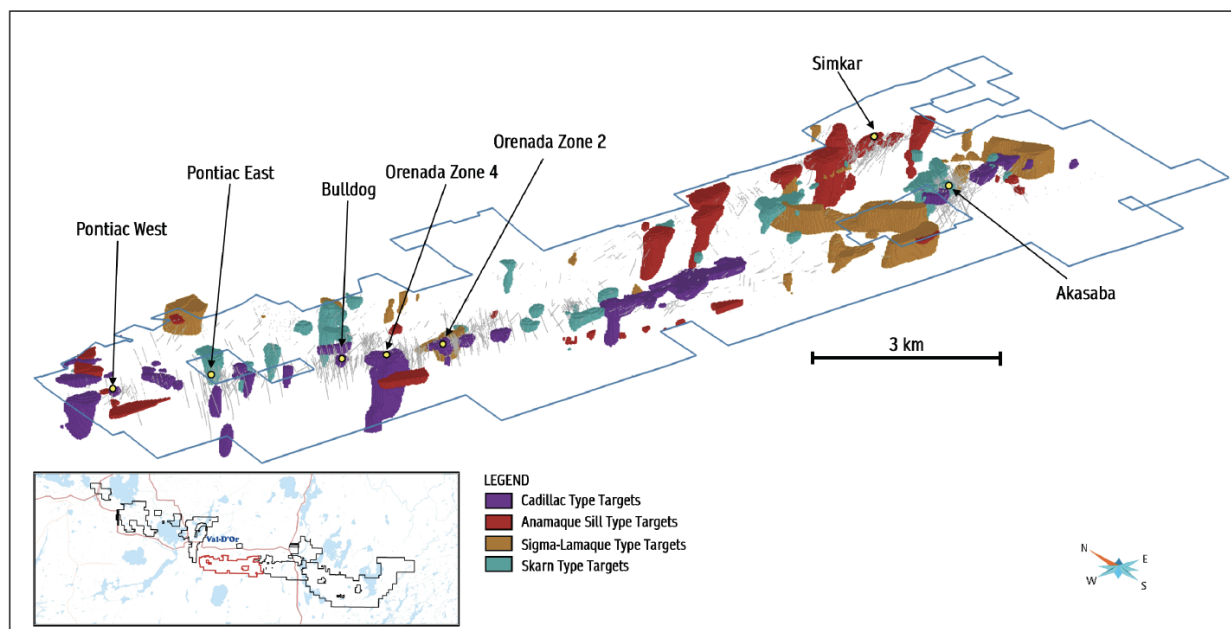 Simkar
Orenada Zone 2
Orenada Zone 4
Pontiac East
Bulldog
Pontiac West
Akasaba
3 km
LEGEND
Cadillac Type Targets
Anamaque Sill Type Targets
Sigma-Lamaque Type Targets
Skarn Type Targets
Val-D'Or
N
E
W
S